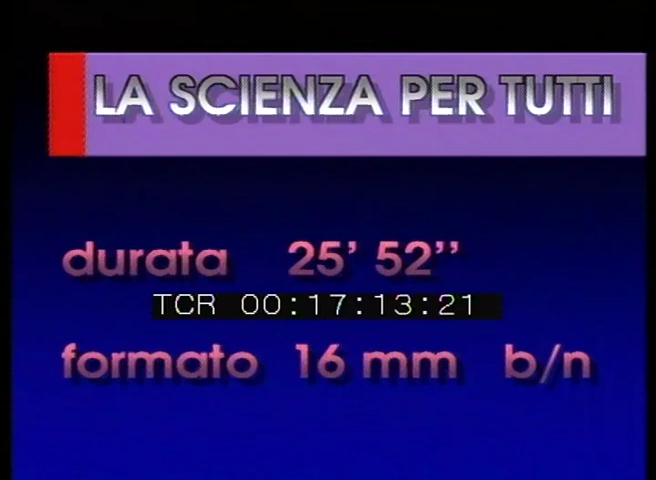 LA SCIENZA PER TUTTI
durata 25' 52''
TCR 00:17:13:21
formato 16 mm b/n